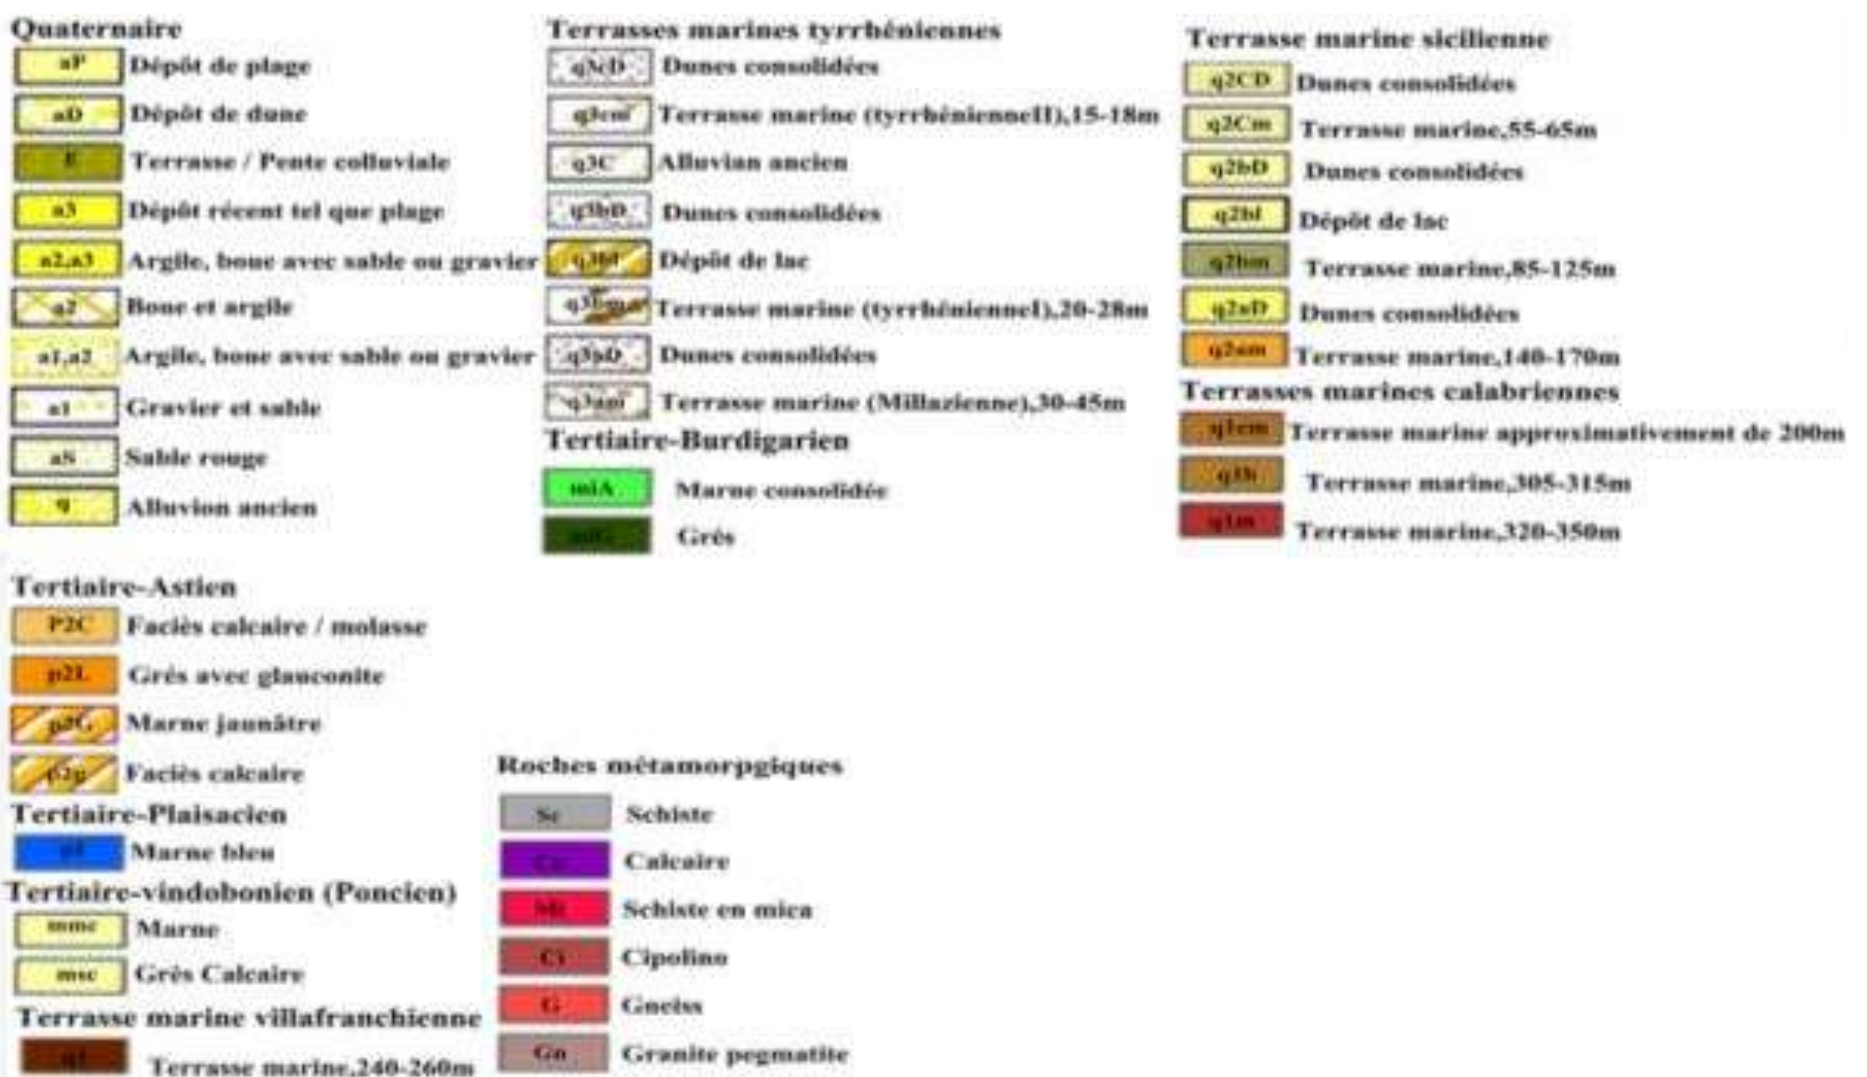 Quaternaire
aP Dépôt de plage
aD Dépôt de dune
E Terrasse / Pente colluviale
a3 Dépôt récent tel que plage
a2,a3 Argile, boue avec sable ou gravier
a2 Boue et argile
a1,a2 Argile, boue avec sable ou gravier
a1 Gravier et sable
aS Sable rouge
q Alluvion ancien
Tertiaire-Astien
P2C Faciès calcaire / molasse
p2L Grés avec glauconite
p2G Marne jaunâtre
p2g Faciès calcaire
Tertiaire-Plaisacien
p1 Marne bleu
Tertiaire-vindobonien (Poncien)
mmc Marne
msc Grès Calcaire
Terrasse marine villafranchienne
Terrasse marine,240-260m
Terrasses marines tyrrhéniennes
q3cD Dunes consolidées
q3cm Terrasse marine (tyrrhénienneII),15-18m
q3C Alluvian ancien
q3bD Dunes consolidées
q3bl Dépôt de lac
q3bm Terrasse marine (tyrrhénienneI),20-28m
Dunes consolidées
q3am Terrasse marine (Millazienne),30-45m
Tertiaire-Burdigarien
miA Marne consolidée
Grés
Roches métamorpgiques
Sc Schiste
Calcaire
Schiste en mica
Ci Cipolino
G Gneiss
Gn Granite pegmatite
Terrasse marine sicilienne
q2CD Dunes consolidées
q2Cm Terrasse marine,55-65m
q2bD Dunes consolidées
q2bl Dépôt de lac
q2bm Terrasse marine,85-125m
q2aD Dunes consolidées
q2am Terrasse marine,140-170m
Terrasses marines calabriennes
q1cm Terrasse marine approximativement de 200m
Terrasse marine,305-315m
q1m Terrasse marine,320-350m